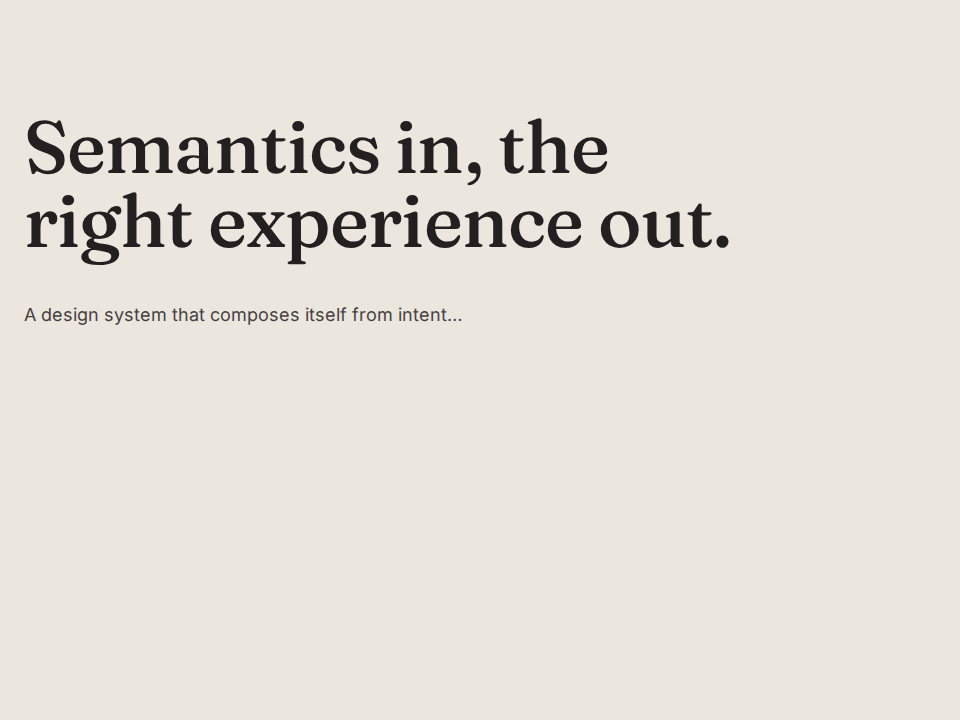 Semantics in, the
right experience out.
A design system that composes itself from intent...